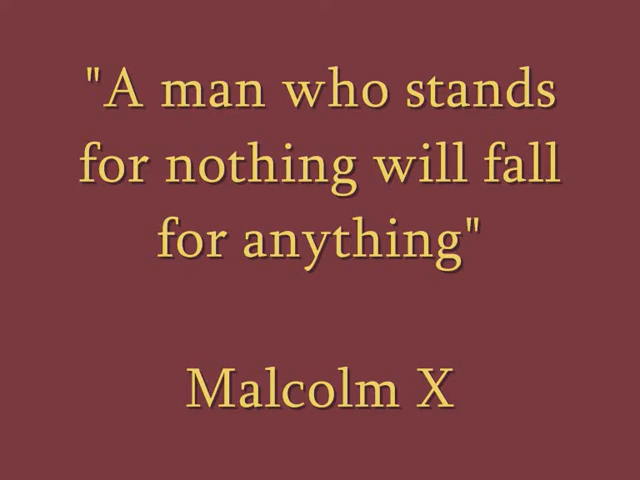 "A man who stands
for nothing will fall
for anything"
Malcolm X